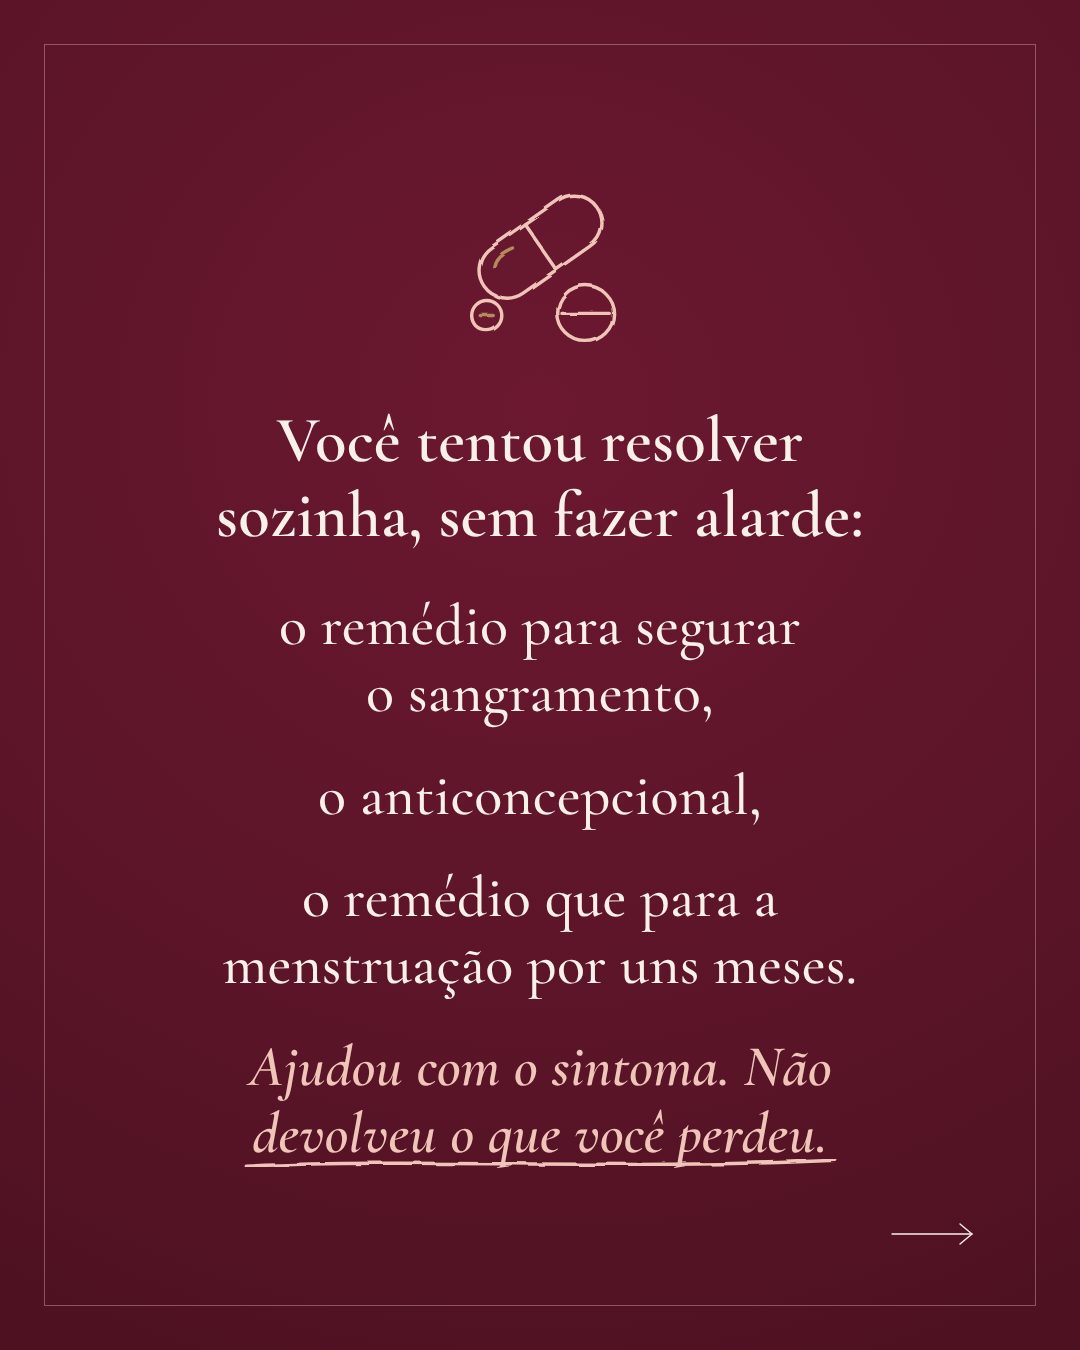 Você tentou resolver
sozinha, sem fazer alarde:
o remédio para segurar
o sangramento,
o anticoncepcional,
o remédio que para a
menstruação por uns meses.
Ajudou com o sintoma. Não
devolveu o que você perdeu.